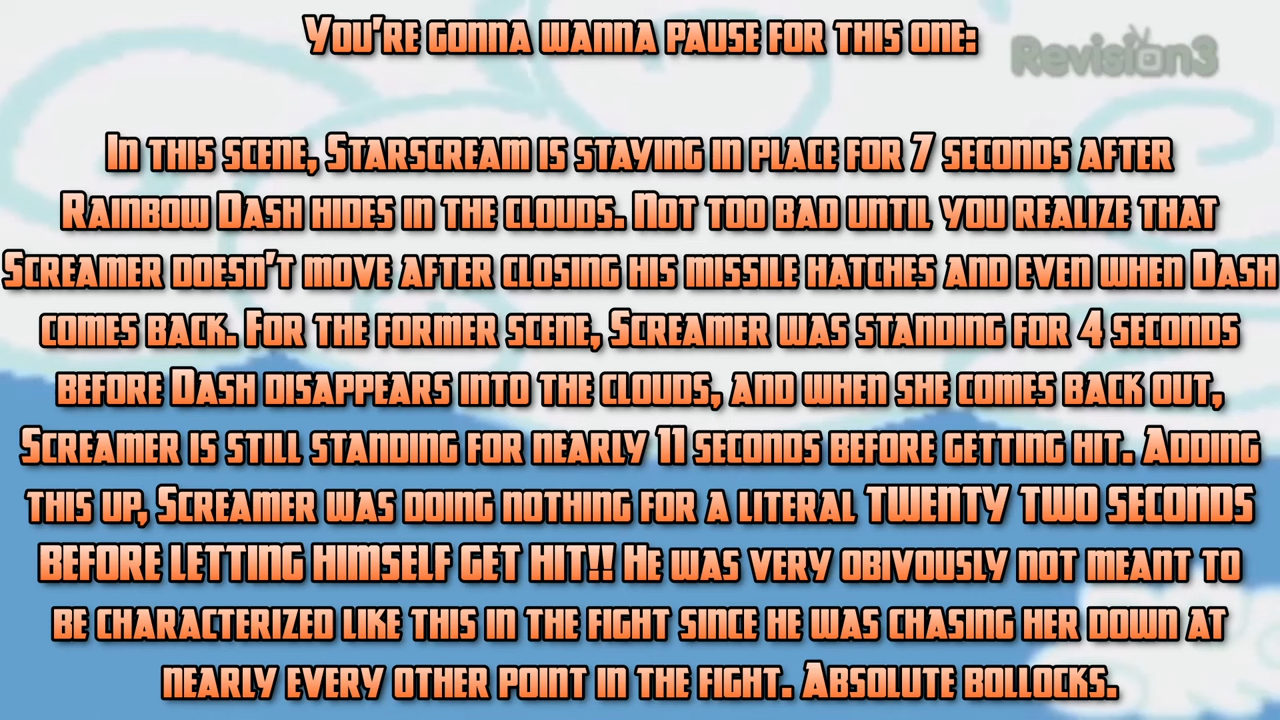 You're gonna wanna pause for this one:
Revision3
In this scene, Starscream is staying in place for 7 seconds after
Rainbow Dash hides in the clouds. Not too bad until you realize that
Screamer doesn't move after closing his missile hatches and even when Dash
comes back. For the former scene, Screamer was standing for 4 seconds
before Dash disappears into the clouds, and when she comes back out,
Screamer is still standing for nearly 11 seconds before getting hit. Adding
this up, Screamer was doing nothing for a literal TWENTY TWO SECONDS
BEFORE LETTING HIMSELF GET HIT!! He was very obivously not meant to
be characterized like this in the fight since he was chasing her down at
nearly every other point in the fight. Absolute bollocks.